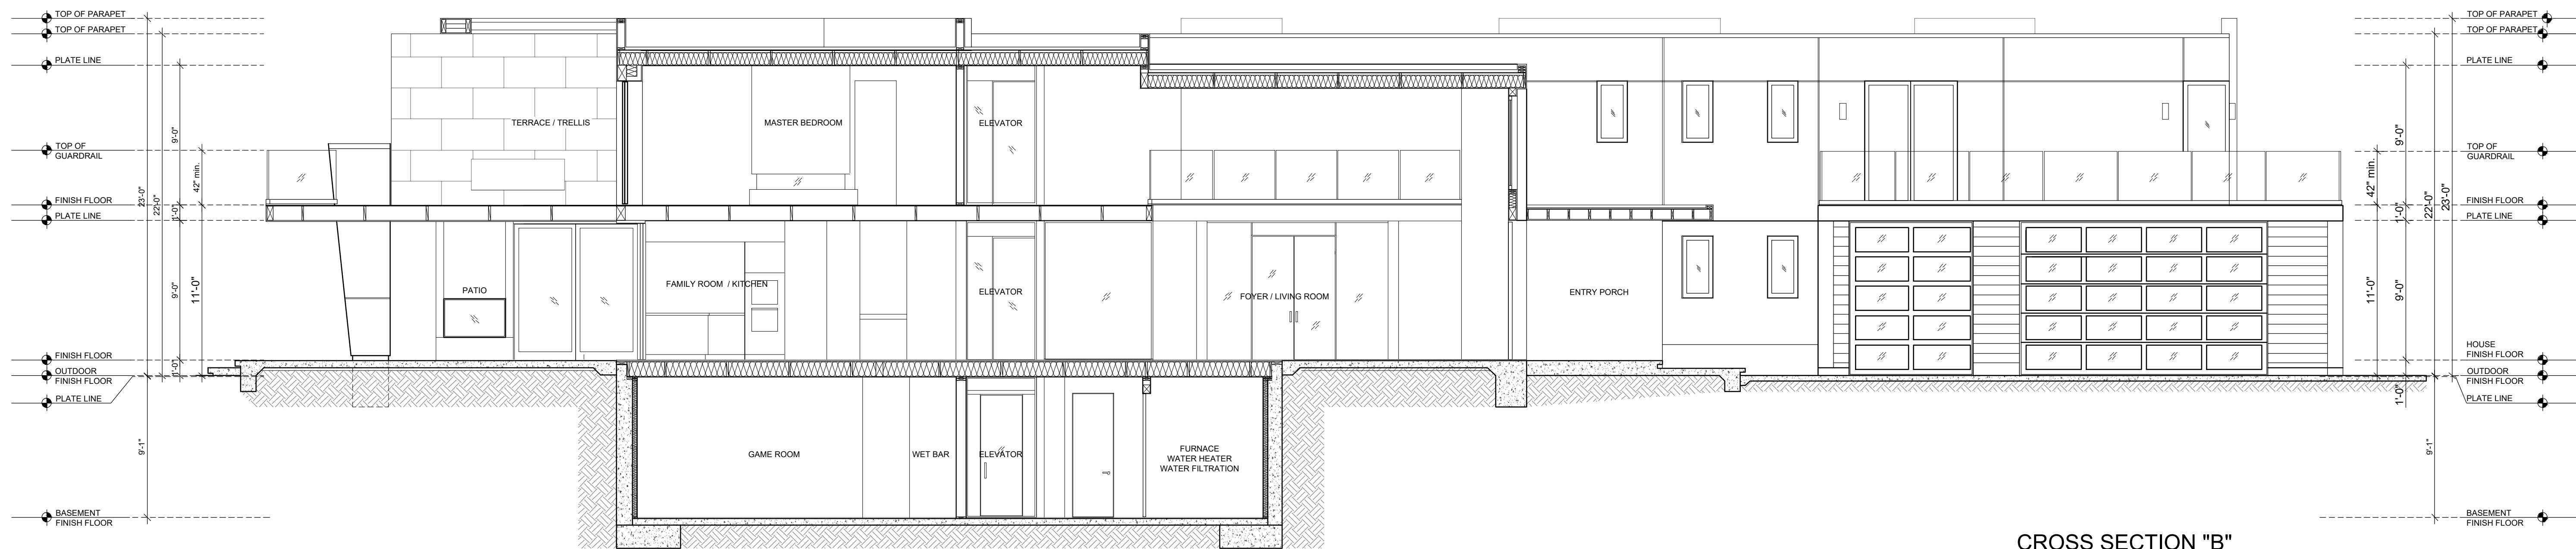 TOP OF PARAPET
TOP OF PARAPET
PLATE LINE
TOP OF
GUARDRAIL
FINISH FLOOR
PLATE LINE
FINISH FLOOR
OUTDOOR
FINISH FLOOR
PLATE LINE
BASEMENT
FINISH FLOOR
23'-0"
22'-0"
9'-0"
42" min.
1'-0"
9'-0"
11'-0"
1'-0"
9'-1"
TERRACE / TRELLIS
MASTER BEDROOM
ELEVATOR
PATIO
FAMILY ROOM / KITCHEN
ELEVATOR
FOYER / LIVING ROOM
ENTRY PORCH
GAME ROOM
WET BAR
ELEVATOR
FURNACE
WATER HEATER
WATER FILTRATION
9'-0"
42" min.
1'-0"
22'-0"
23'-0"
11'-0"
9'-0"
1'-0"
9'-1"
TOP OF PARAPET
TOP OF PARAPET
PLATE LINE
TOP OF
GUARDRAIL
FINISH FLOOR
PLATE LINE
HOUSE
FINISH FLOOR
OUTDOOR
FINISH FLOOR
PLATE LINE
BASEMENT
FINISH FLOOR
CROSS SECTION "B"